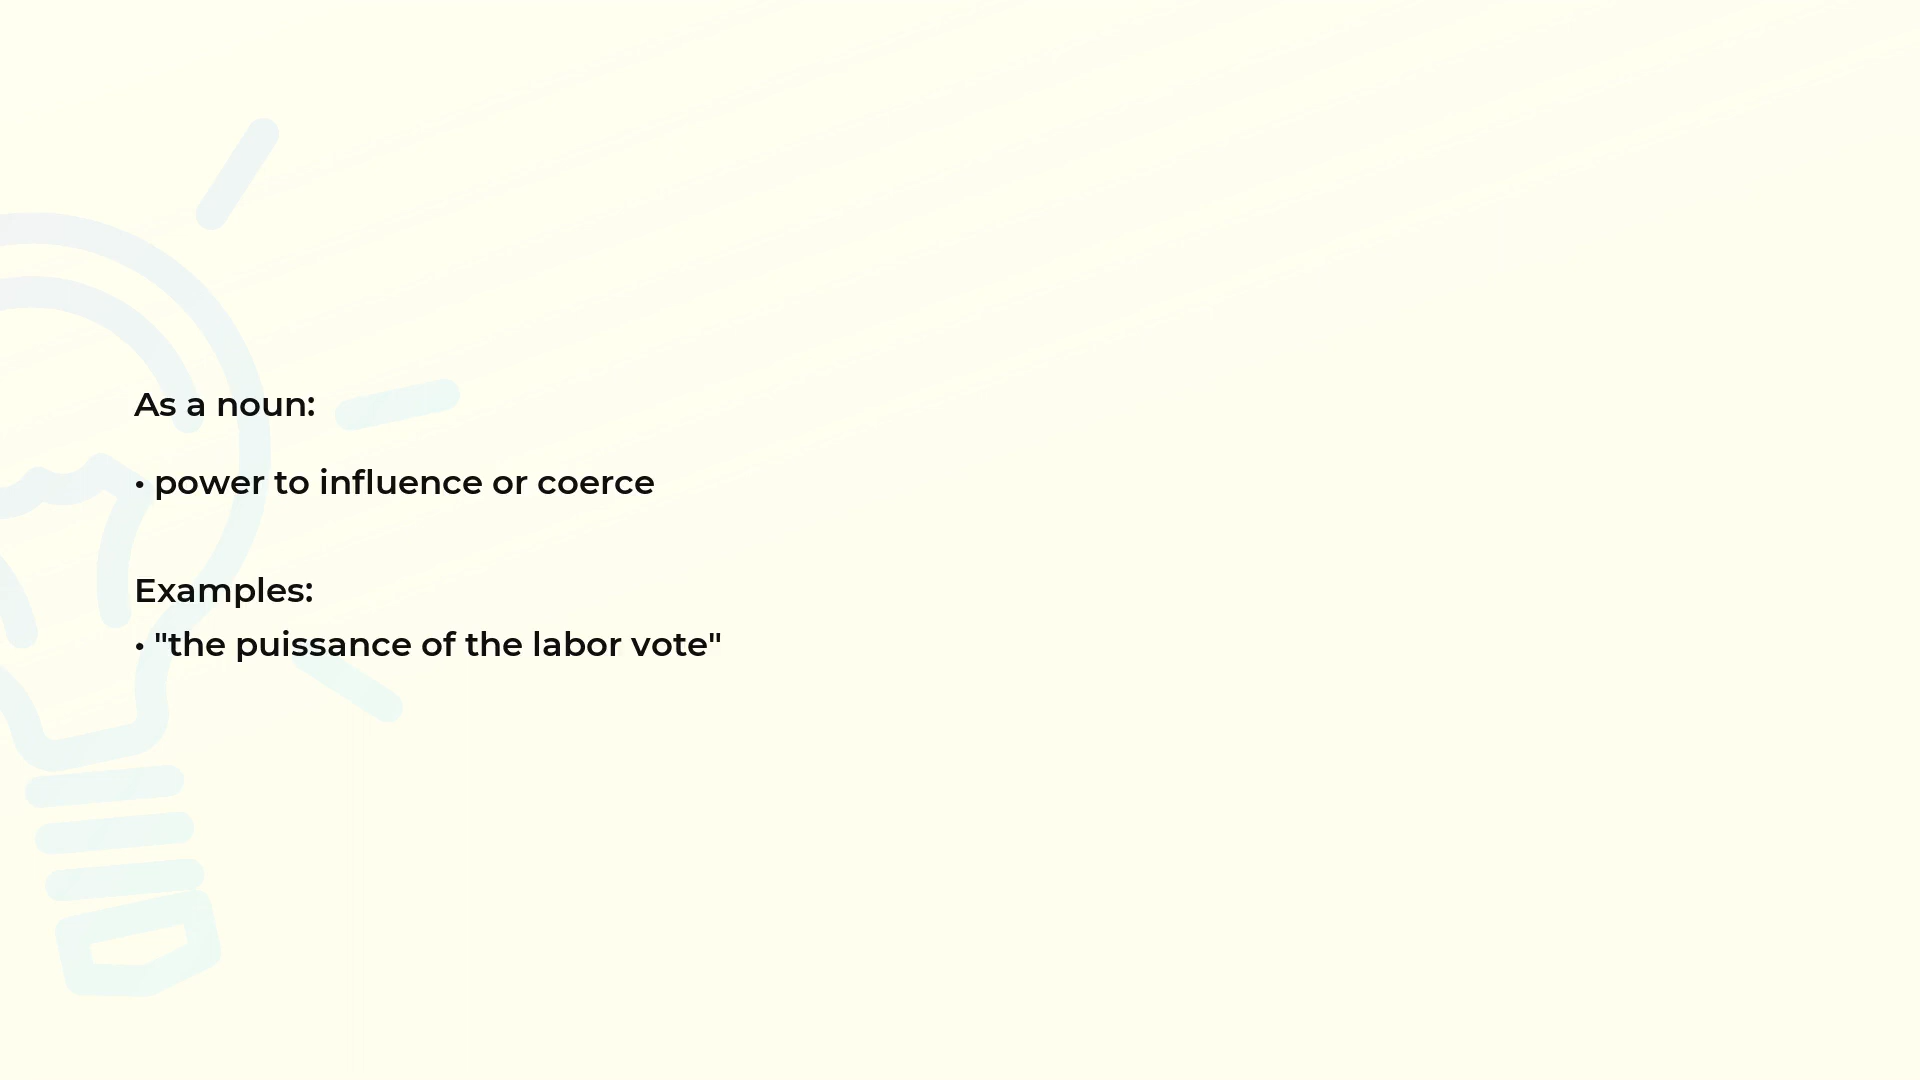 As a noun:
• power to influence or coerce
Examples:
• "the puissance of the labor vote"